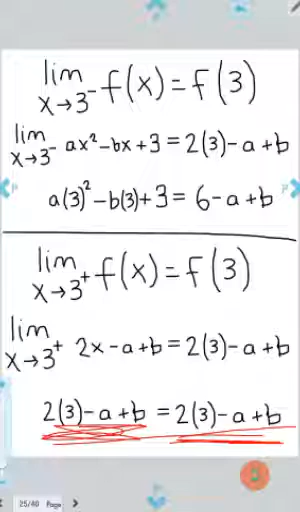 lim x→3⁻ f(x) = f(3)
lim x→3⁻ ax²-bx+3 = 2(3)-a+b
a(3)²-b(3)+3 = 6-a+b
lim x→3⁺ f(x) = f(3)
lim x→3⁺ 2x-a+b = 2(3)-a+b
2(3)-a+b = 2(3)-a+b
25/40 Page